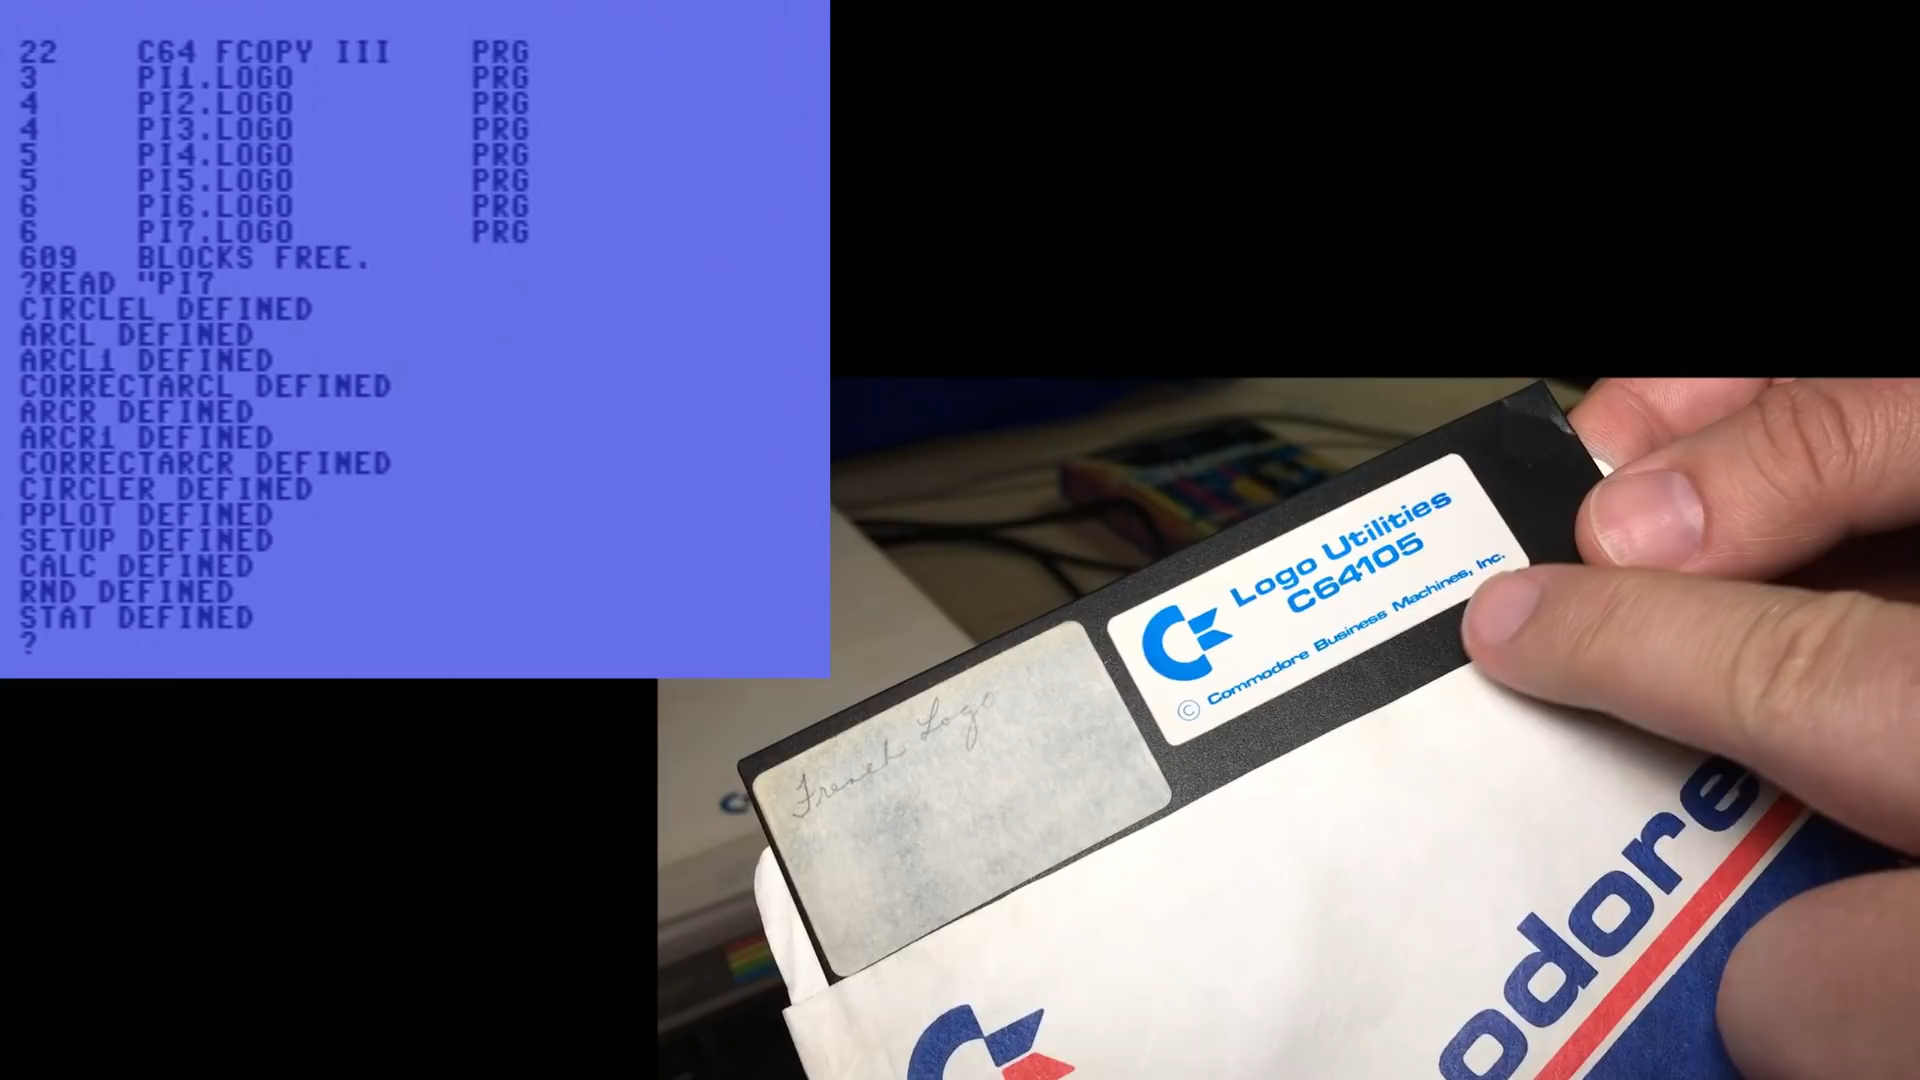 22 C64 FCOPY III PRG
3 PI1.LOGO PRG
4 PI2.LOGO PRG
4 PI3.LOGO PRG
5 PI4.LOGO PRG
5 PI5.LOGO PRG
6 PI6.LOGO PRG
6 PI7.LOGO PRG
609 BLOCKS FREE.
?READ "PI7
CIRCLEL DEFINED
ARCL DEFINED
ARCL1 DEFINED
CORRECTARCL DEFINED
ARCR DEFINED
ARCR1 DEFINED
CORRECTARCR DEFINED
CIRCLER DEFINED
PPLOT DEFINED
SETUP DEFINED
CALC DEFINED
RND DEFINED
STAT DEFINED
?
Logo Utilities
C64105
© Commodore Business Machines, Inc.
French Logo
odore